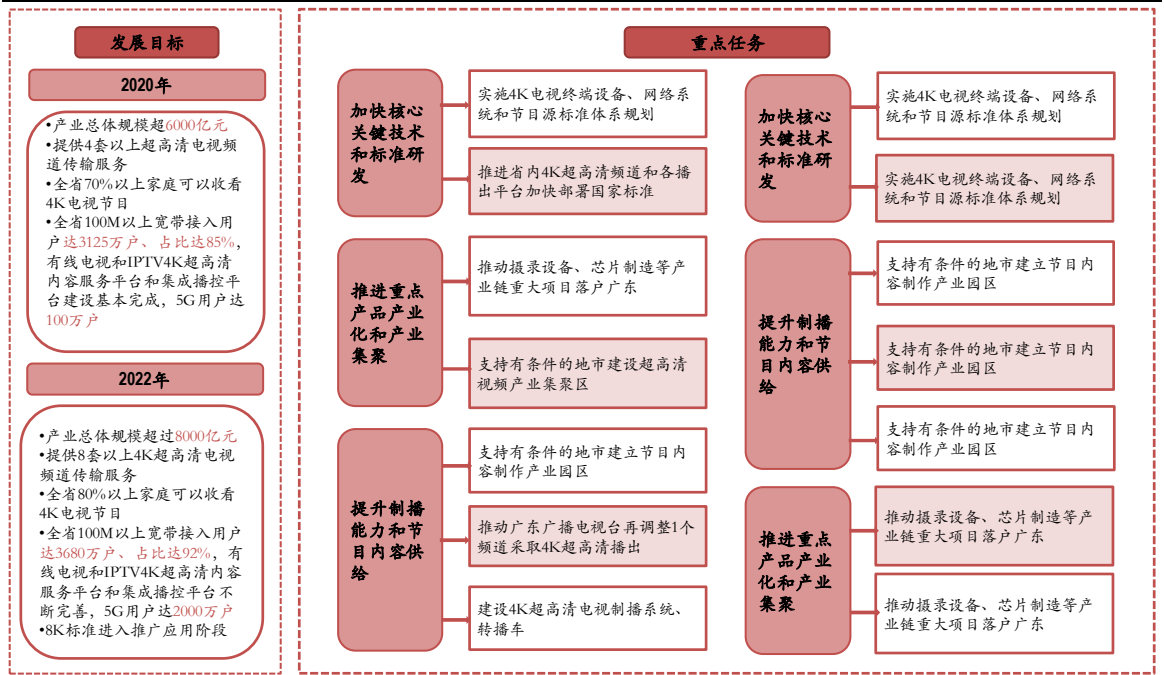 发展目标
2020年
•产业总体规模超6000亿元
•提供4套以上超高清电视频
道传输服务
•全省70%以上家庭可以收看
4K电视节目
•全省100M以上宽带接入用
户达3125万户、占比达85%，
有线电视和IPTV4K超高清
内容服务平台和集成播控平
台建设基本完成，5G用户达
100万户
2022年
•产业总体规模超过8000亿元
•提供8套以上4K超高清电视
频道传输服务
•全省80%以上家庭可以收看
4K电视节目
•全省100M以上宽带接入用户
达3680万户、占比达92%，有
线电视和IPTV4K超高清内容
服务平台和集成播控平台不
断完善，5G用户达2000万户
•8K标准进入推广应用阶段
重点任务
加快核心
关键技术
和标准研
发
实施4K电视终端设备、网络系
统和节目源标准体系规划
推进省内4K超高清频道和各播
出平台加快部署国家标准
推进重点
产品产业
化和产业
集聚
推动摄录设备、芯片制造等产
业链重大项目落户广东
支持有条件的地市建设超高清
视频产业集聚区
提升制播
能力和节
目内容供
给
支持有条件的地市建立节目内
容制作产业园区
推动广东广播电视台再调整1个
频道采取4K超高清播出
建设4K超高清电视制播系统、
转播车
加快核心
关键技术
和标准研
发
实施4K电视终端设备、网络系
统和节目源标准体系规划
实施4K电视终端设备、网络系
统和节目源标准体系规划
提升制播
能力和节
目内容供
给
支持有条件的地市建立节目内
容制作产业园区
支持有条件的地市建立节目内
容制作产业园区
支持有条件的地市建立节目内
容制作产业园区
推进重点
产品产业
化和产业
集聚
推动摄录设备、芯片制造等产
业链重大项目落户广东
推动摄录设备、芯片制造等产
业链重大项目落户广东